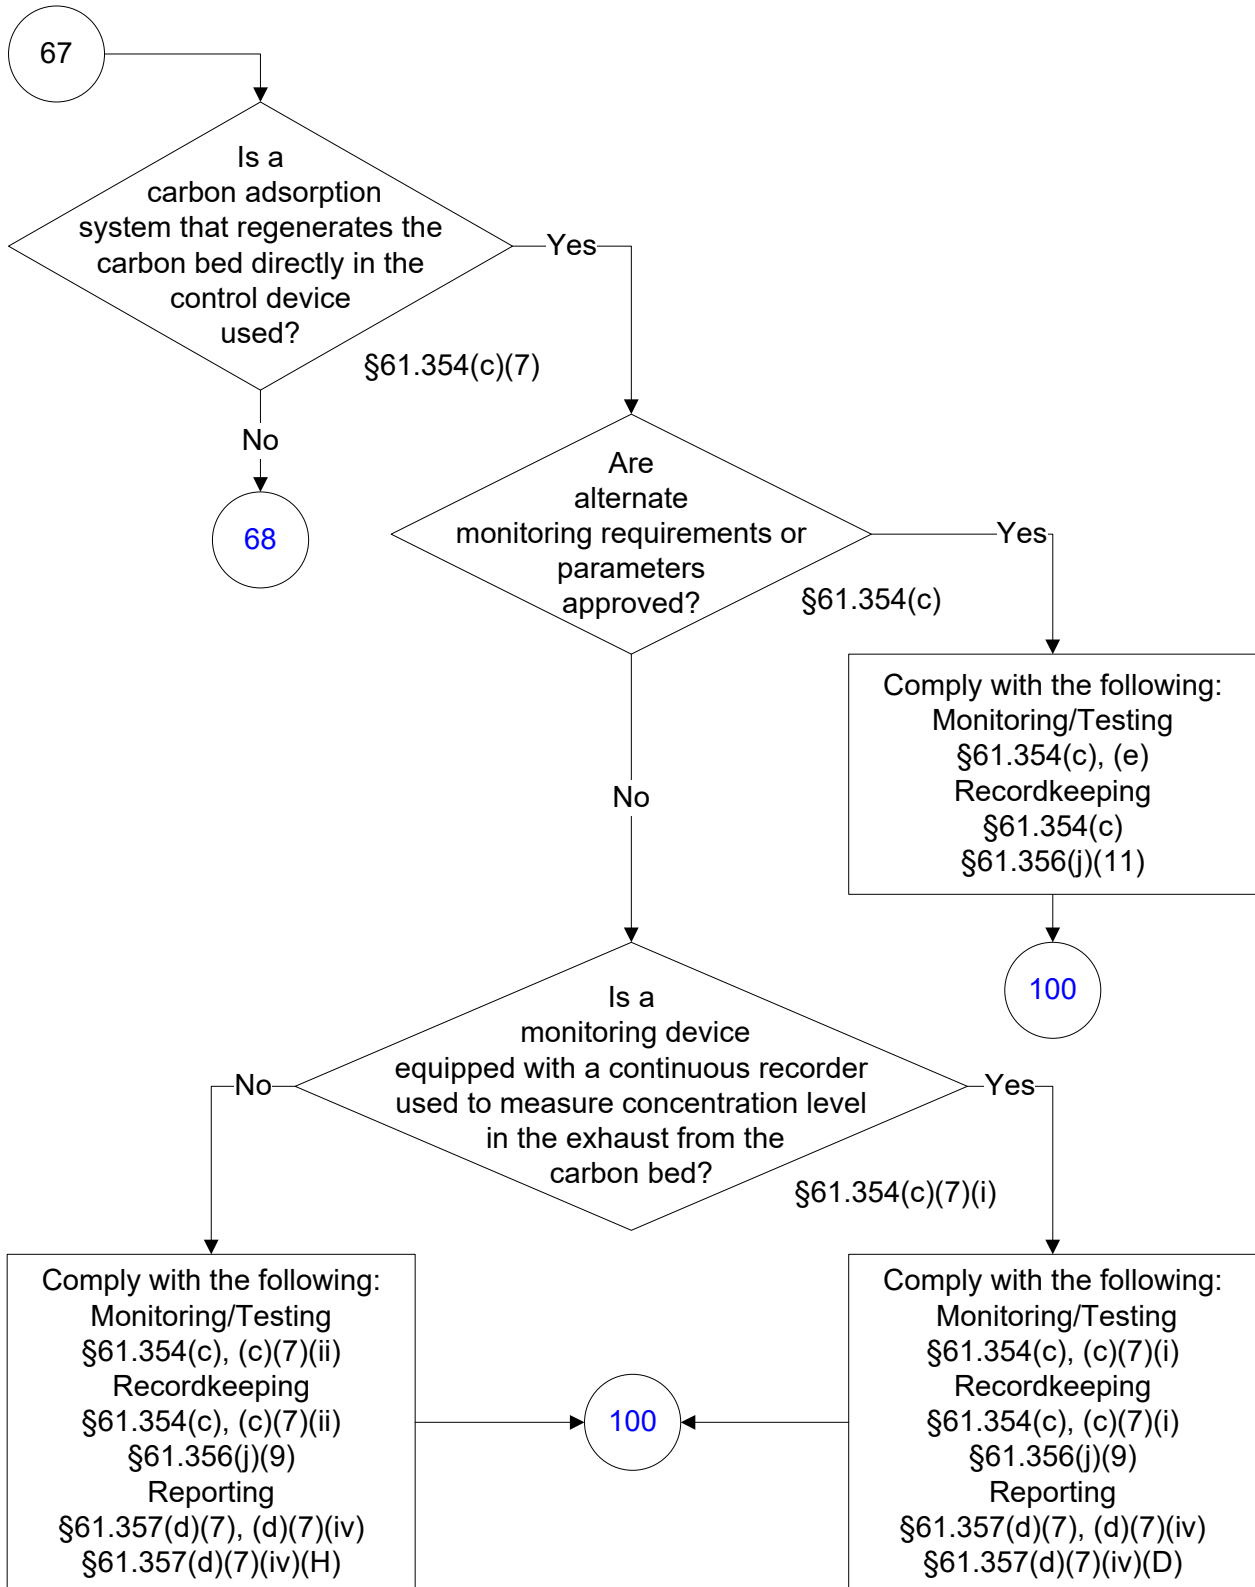 67
Is a
carbon adsorption
system that regenerates the
carbon bed directly in the
control device
used?
Yes
§61.354(c)(7)
No
68
Are
alternate
monitoring requirements or
parameters
approved?
Yes
§61.354(c)
Comply with the following:
Monitoring/Testing
§61.354(c), (e)
Recordkeeping
§61.354(c)
§61.356(j)(11)
100
No
Is a
monitoring device
equipped with a continuous recorder
used to measure concentration level
in the exhaust from the
carbon bed?
No
Yes
§61.354(c)(7)(i)
Comply with the following:
Monitoring/Testing
§61.354(c), (c)(7)(ii)
Recordkeeping
§61.354(c), (c)(7)(ii)
§61.356(j)(9)
Reporting
§61.357(d)(7), (d)(7)(iv)
§61.357(d)(7)(iv)(H)
100
Comply with the following:
Monitoring/Testing
§61.354(c), (c)(7)(i)
Recordkeeping
§61.354(c), (c)(7)(i)
§61.356(j)(9)
Reporting
§61.357(d)(7), (d)(7)(iv)
§61.357(d)(7)(iv)(D)